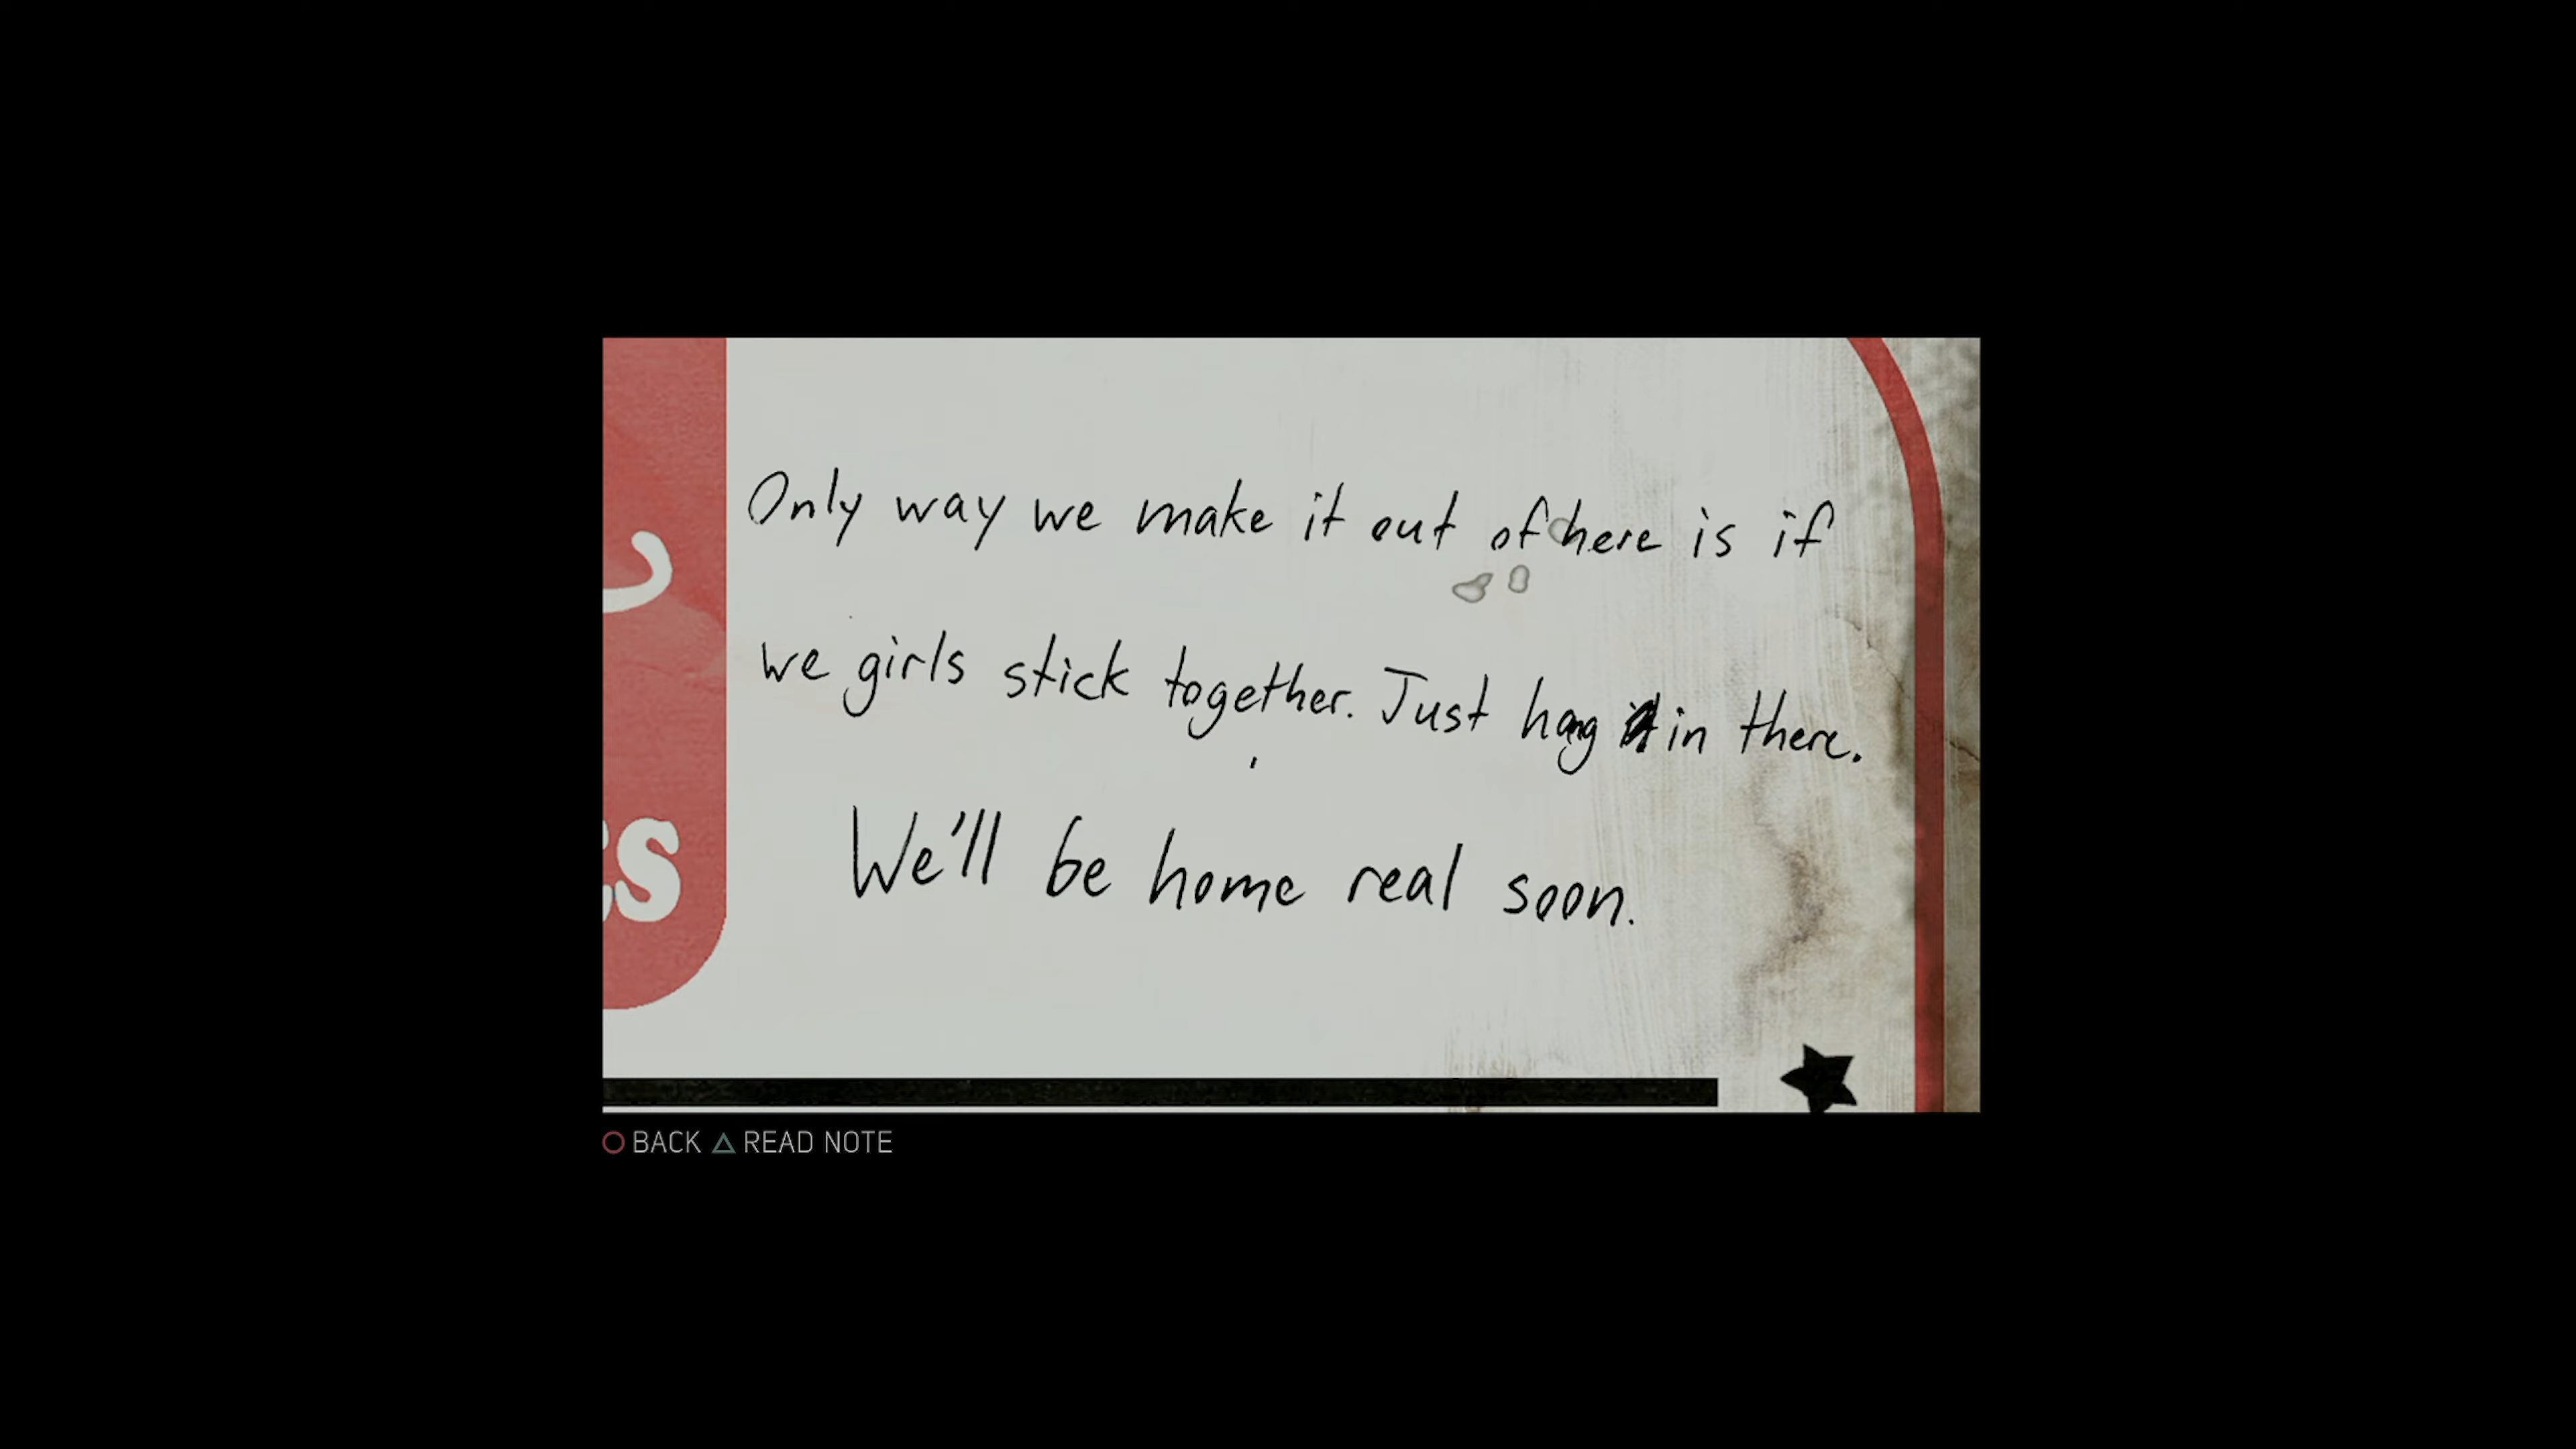 Only way we make it out of here is if
we girls stick together. Just hang in there.
We'll be home real soon.
S
BACK READ NOTE